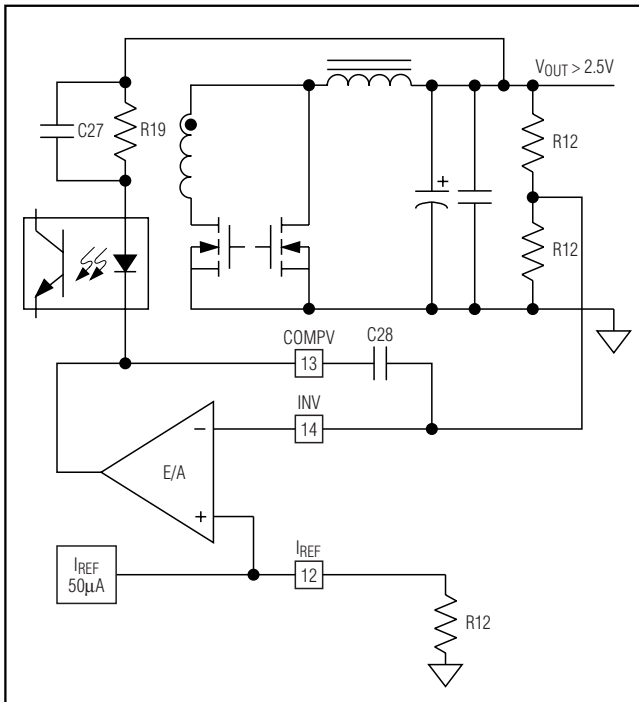 VOUT > 2.5V
C27
R19
R12
+
R12
COMPV
C28
13
INV
14
−
E/A
+
IREF
50µA
IREF
12
R12